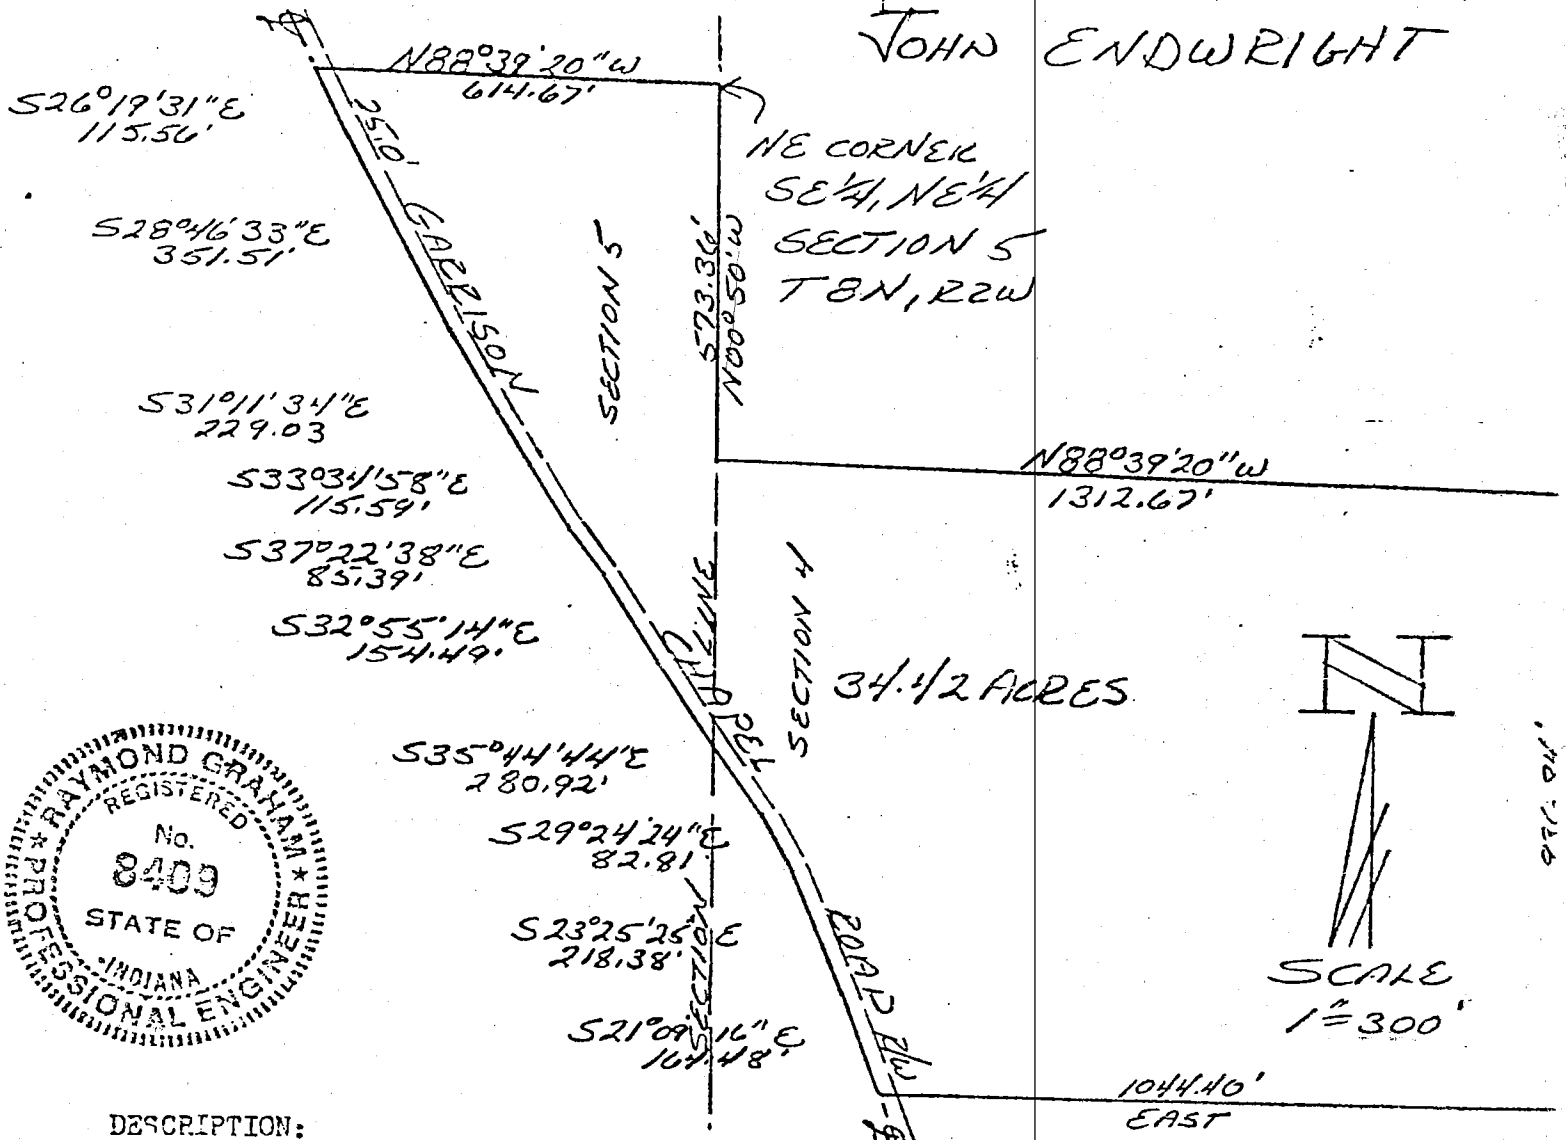 JOHN ENDWRIGHT
N88°39'20"W
614.67'
S26°19'31"E
115.56'
25.0'
NE CORNER
SE1/4, NE1/4
SECTION 5
T8N, R2W
S28°46'33"E
351.51'
GARRISON
SECTION 5
573.36'
N00°50'W
S31°11'34"E
229.03
N88°39'20"W
1312.67'
S33°34'58"E
115.59'
S37°22'38"E
85.39'
S32°55'14"E
154.49'
CHAPEL
LINE
SECTION 4
34.42 ACRES
S35°44'44"E
280.92'
S29°24'24"E
82.81'
S23°25'25"E
218.38'
SECTION
S21°09'16"E
164.48'
ROAD R/W
N
SCALE
1"=300'
1044.40'
EAST
RAYMOND GRAHAM
REGISTERED
No.
8409
STATE OF
INDIANA
PROFESSIONAL ENGINEER
DESCRIPTION: